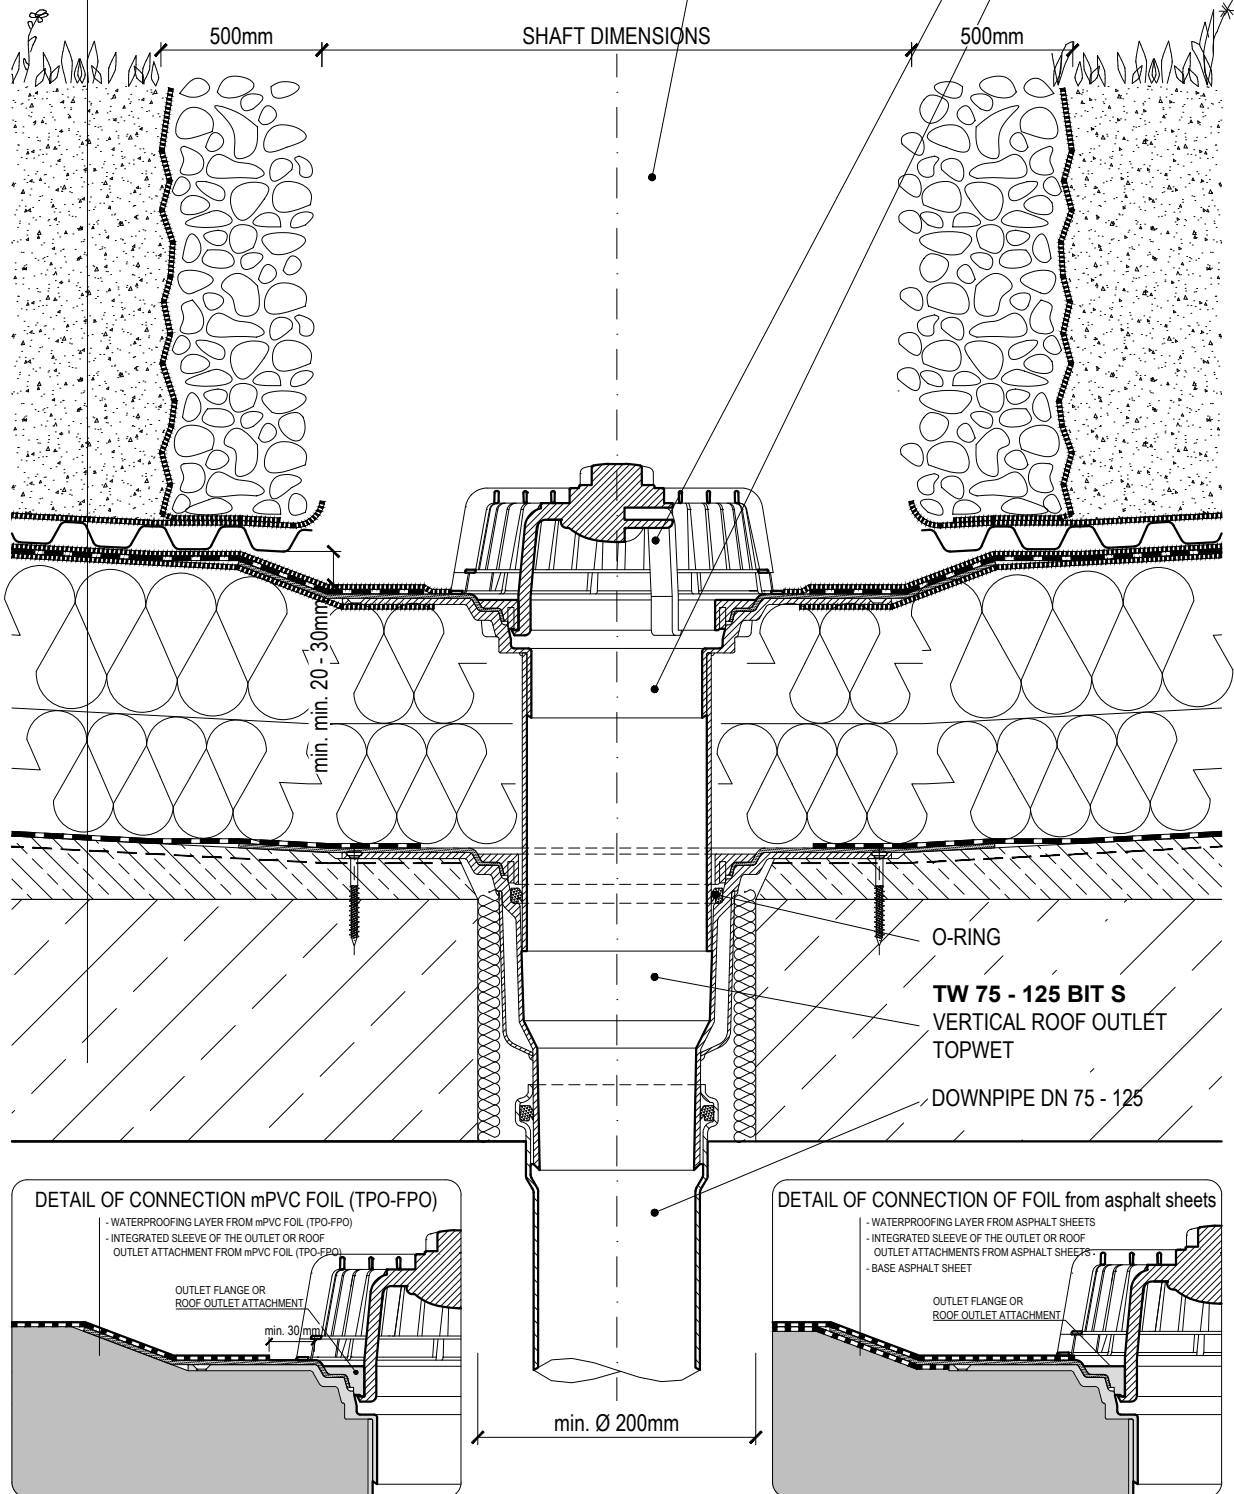 500mm
SHAFT DIMENSIONS
500mm
min. min. 20 - 30mm
O-RING
TW 75 - 125 BIT S
VERTICAL ROOF OUTLET
TOPWET
DOWNPIPE DN 75 - 125
DETAIL OF CONNECTION mPVC FOIL (TPO-FPO)
- WATERPROOFING LAYER FROM mPVC FOIL (TPO-FPO)
- INTEGRATED SLEEVE OF THE OUTLET OR ROOF
OUTLET ATTACHMENT FROM mPVC FOIL (TPO-FPO)
OUTLET FLANGE OR
ROOF OUTLET ATTACHMENT
min. 30 mm
min. Ø 200mm
DETAIL OF CONNECTION OF FOIL from asphalt sheets
- WATERPROOFING LAYER FROM ASPHALT SHEETS
- INTEGRATED SLEEVE OF THE OUTLET OR ROOF
OUTLET ATTACHMENTS FROM ASPHALT SHEETS -
- BASE ASPHALT SHEET
OUTLET FLANGE OR
ROOF OUTLET ATTACHMENT